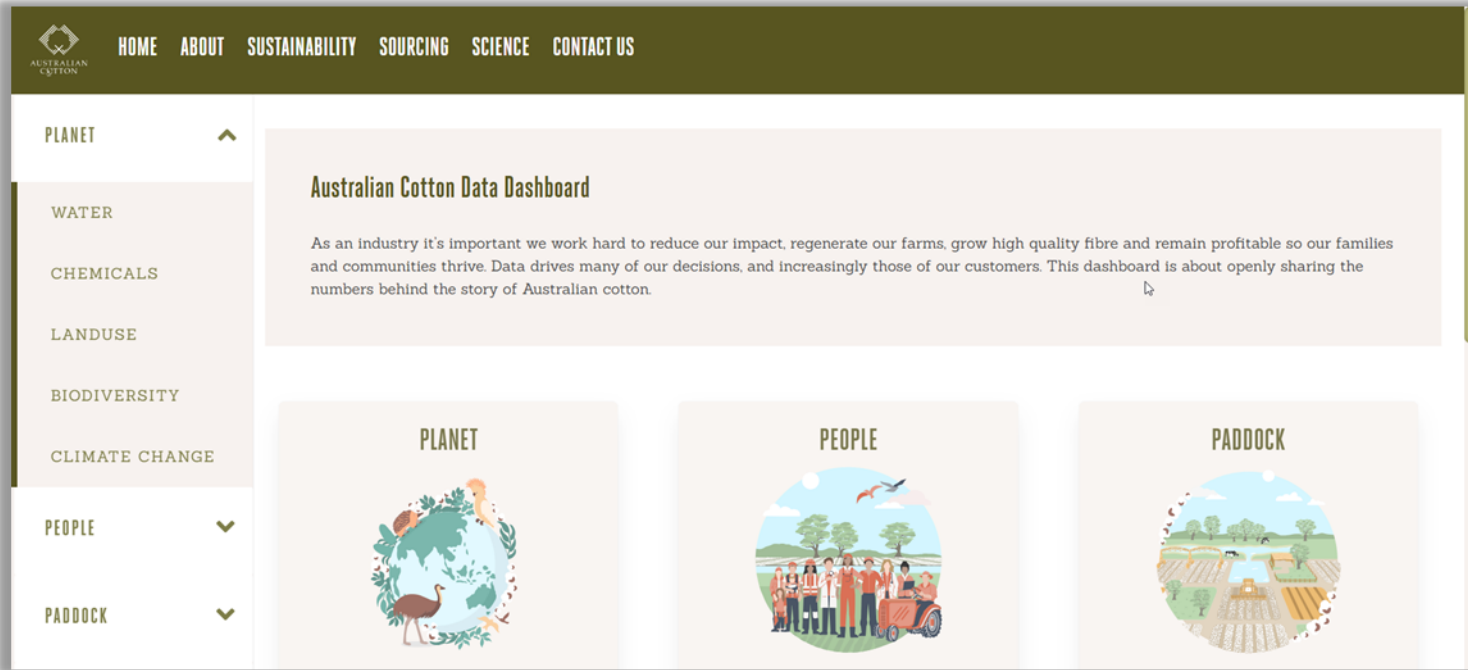 AUSTRALIAN
COTTON
HOME ABOUT SUSTAINABILITY SOURCING SCIENCE CONTACT US
PLANET
WATER
CHEMICALS
LANDUSE
BIODIVERSITY
CLIMATE CHANGE
PEOPLE
PADDOCK
Australian Cotton Data Dashboard
As an industry it's important we work hard to reduce our impact, regenerate our farms, grow high quality fibre and remain profitable so our families
and communities thrive. Data drives many of our decisions, and increasingly those of our customers. This dashboard is about openly sharing the
numbers behind the story of Australian cotton.
PLANET
PEOPLE
PADDOCK